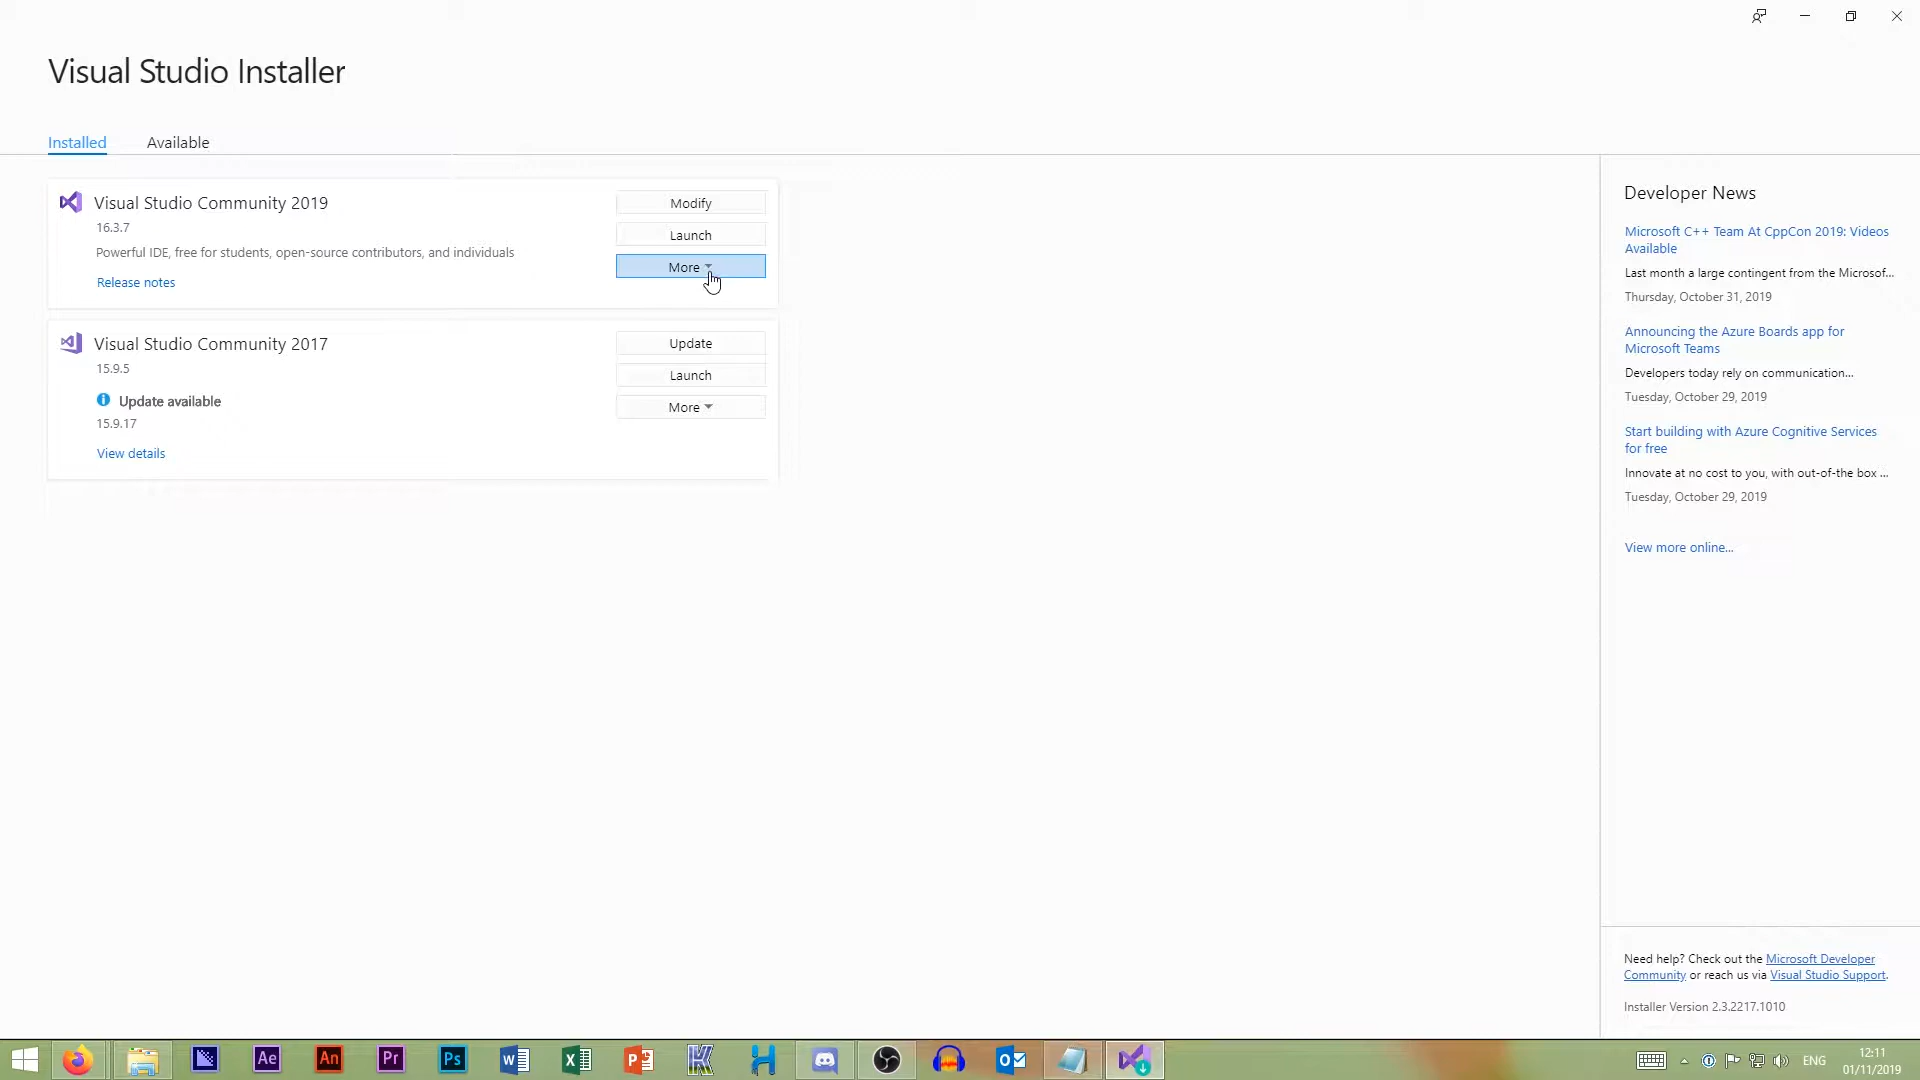 Visual Studio Installer
Installed
Available
Visual Studio Community 2019
Modify
16.3.7
Launch
Powerful IDE, free for students, open-source contributors, and individuals
More
Release notes
Visual Studio Community 2017
Update
15.9.5
Launch
Update available
More
15.9.17
View details
Developer News
Microsoft C++ Team At CppCon 2019: Videos
Available
Last month a large contingent from the Microsof...
Thursday, October 31, 2019
Announcing the Azure Boards app for
Microsoft Teams
Developers today rely on communication...
Tuesday, October 29, 2019
Start building with Azure Cognitive Services
for free
Innovate at no cost to you, with out-of-the box ...
Tuesday, October 29, 2019
View more online...
Need help? Check out the Microsoft Developer
Community or reach us via Visual Studio Support.
Installer Version 2.3.2217.1010
Ae
An
Pr
Ps
ENG
12:11
01/11/2019